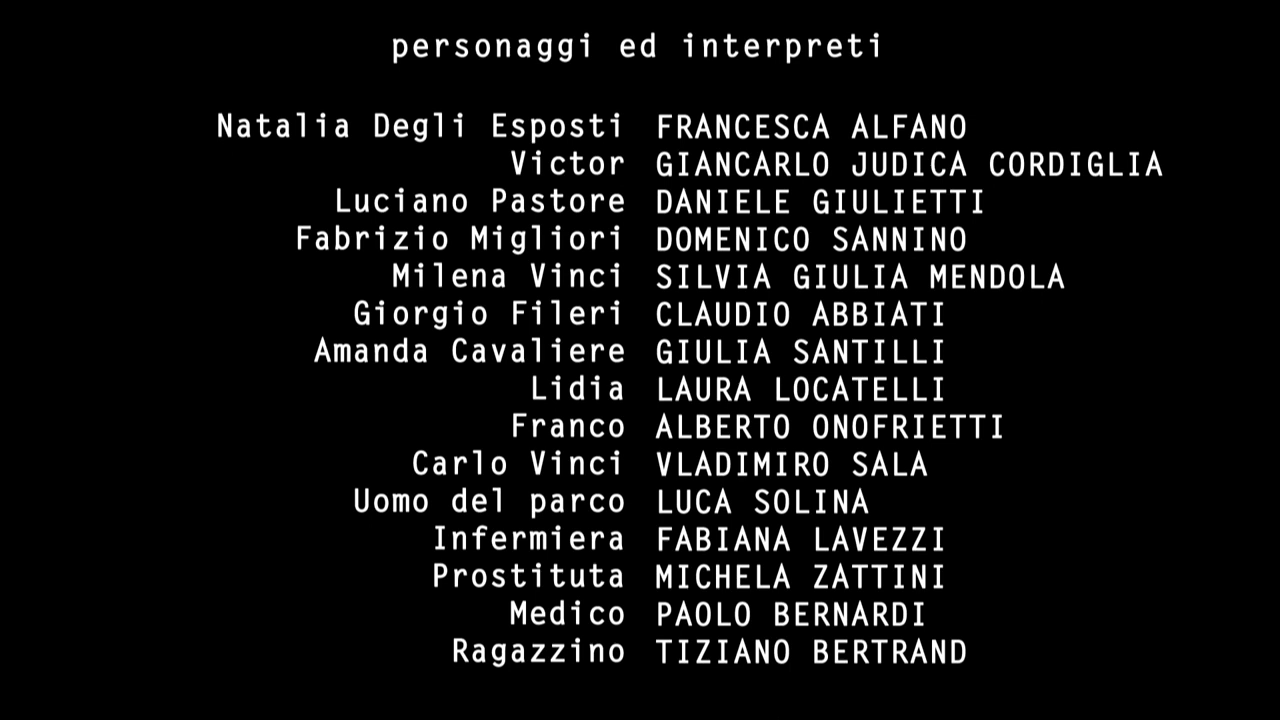 personaggi ed interpreti
Natalia Degli Esposti FRANCESCA ALFANO
Victor GIANCARLO JUDICA CORDIGLIA
Luciano Pastore DANIELE GIULIETTI
Fabrizio Migliori DOMENICO SANNINO
Milena Vinci SILVIA GIULIA MENDOLA
Giorgio Fileri CLAUDIO ABBIATI
Amanda Cavaliere GIULIA SANTILLI
Lidia LAURA LOCATELLI
Franco ALBERTO ONOFRIETTI
Carlo Vinci VLADIMIRO SALA
Uomo del parco LUCA SOLINA
Infermiera FABIANA LAVEZZI
Prostituta MICHELA ZATTINI
Medico PAOLO BERNARDI
Ragazzino TIZIANO BERTRAND